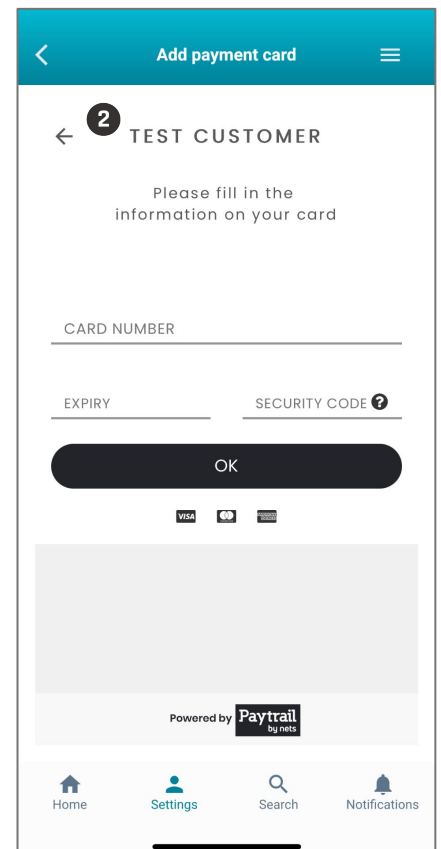 Add payment card
2
TEST CUSTOMER
Please fill in the
information on your card
CARD NUMBER
EXPIRY SECURITY CODE ?
OK
VISA
Powered by Paytrail
by nets
Home Settings Search Notifications